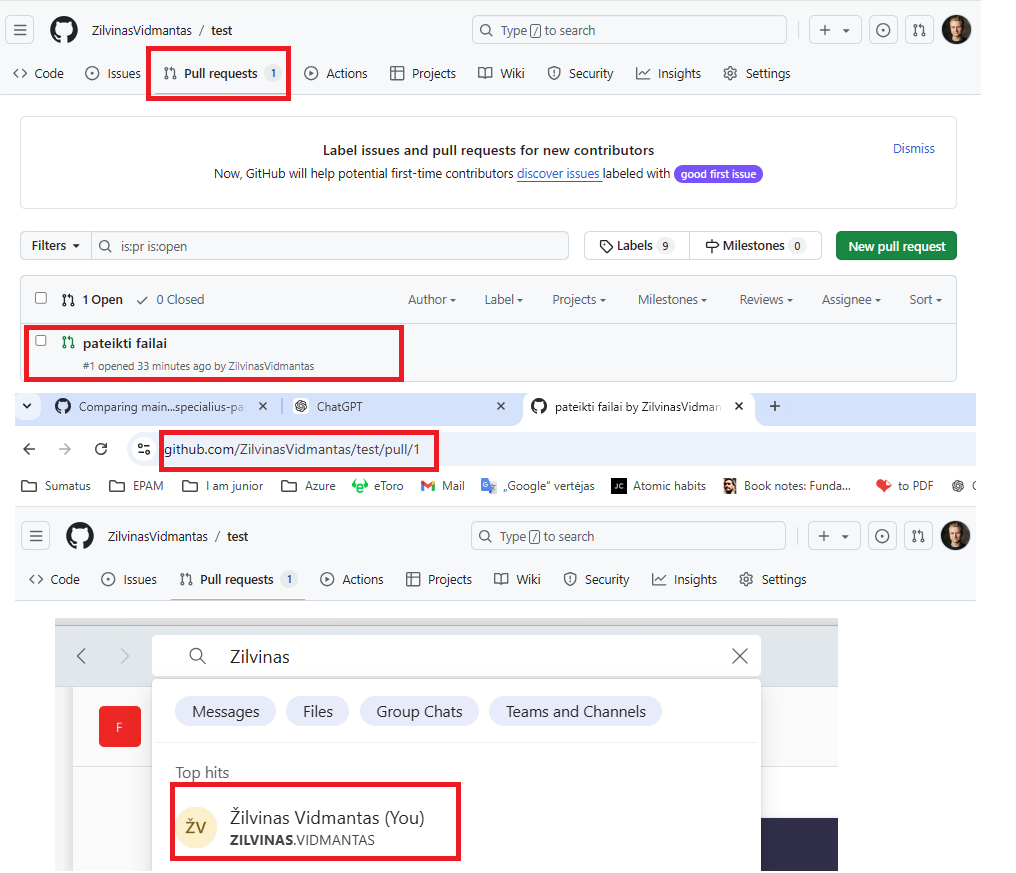 ZilvinasVidmantas / test
Type / to search
Code Issues Pull requests 1 Actions Projects Wiki Security Insights Settings
Label issues and pull requests for new contributors
Dismiss
Now, GitHub will help potential first-time contributors discover issues labeled with good first issue
Filters
is:pr is:open
Labels 9
Milestones 0
New pull request
1 Open 0 Closed Author Label Projects Milestones Reviews Assignee Sort
pateikti failai
#1 opened 33 minutes ago by ZilvinasVidmantas
Comparing main...specialius-pa
ChatGPT
pateikti failai by ZilvinasVidman
github.com/ZilvinasVidmantas/test/pull/1
Sumatus EPAM I am junior Azure eToro Mail „Google“ vertėjas JC Atomic habits Book notes: Funda... to PDF
ZilvinasVidmantas / test
Type / to search
Code Issues Pull requests 1 Actions Projects Wiki Security Insights Settings
Zilvinas
Messages Files Group Chats Teams and Channels
F
Top hits
ŽV
Žilvinas Vidmantas (You)
ZILVINAS.VIDMANTAS